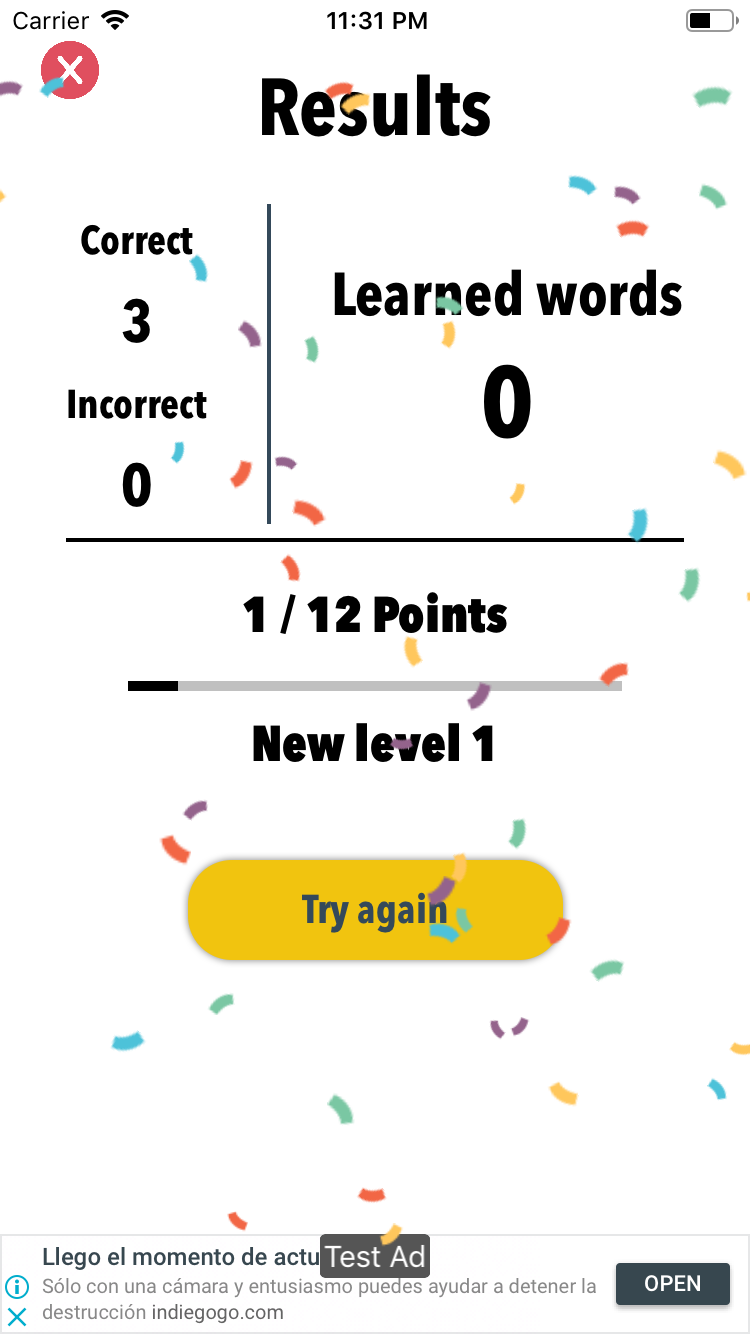 Carrier 11:31 PM
Results
Correct
3
Incorrect
0
Learned words
0
1 / 12 Points
New level 1
Try again
Llego el momento de actu
Test Ad
Sólo con una cámara y entusiasmo puedes ayudar a detener la
destrucción indiegogo.com
OPEN